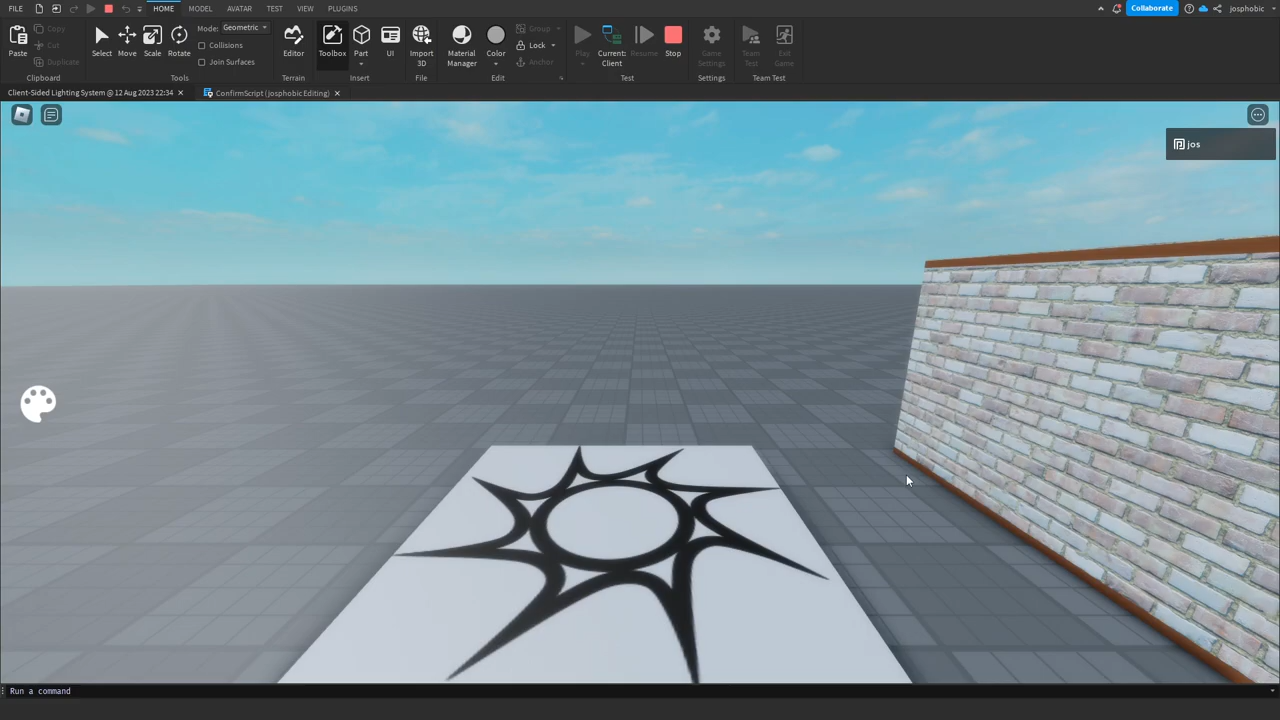 FILE HOME MODEL AVATAR TEST VIEW PLUGINS Collaborate josphobic
Paste Copy Cut Duplicate
Select Move Scale Rotate Mode: Geometric Collisions Join Surfaces
Editor Toolbox Part UI Import 3D
Material Manager Color Group Lock Anchor
Play Current: Client Resume Stop Game Settings Team Test Exit Game
Clipboard Tools Terrain Insert File Edit Test Settings Team Test
Client-Sided Lighting System @ 12 Aug 2023 22:34 × ConfirmScript (Josphobic Editing) ×
jos
Run a command